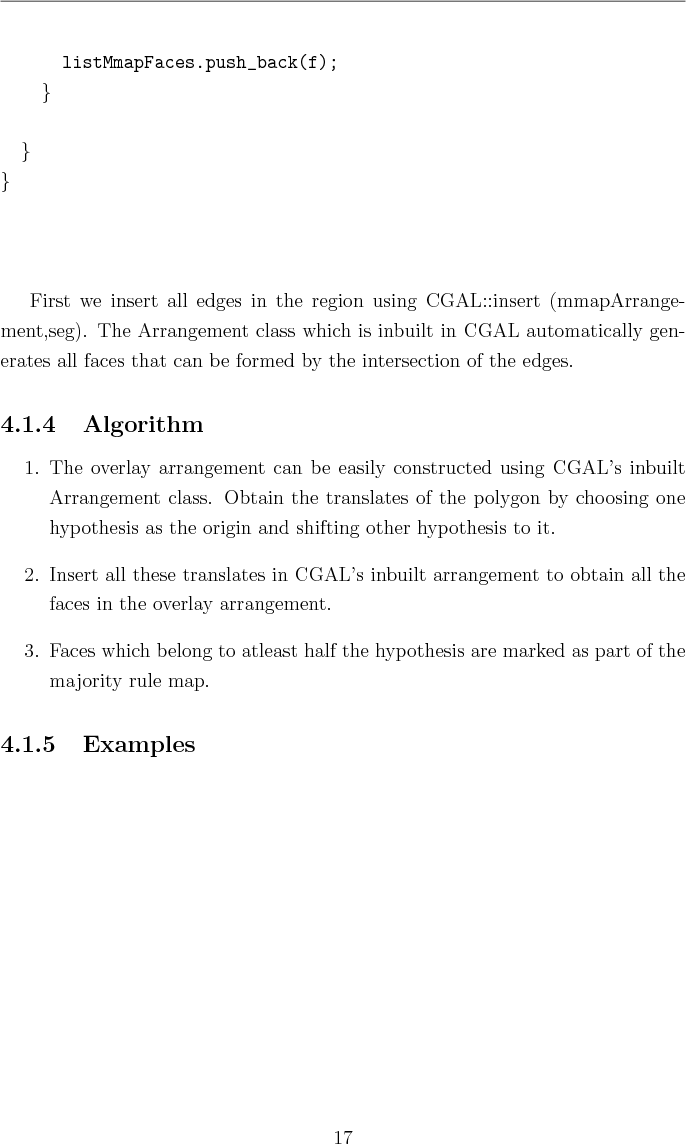 listMmapFaces.push_back(f);
}
}
}
First we insert all edges in the region using CGAL::insert (mmapArrange-
ment,seg). The Arrangement class which is inbuilt in CGAL automatically gen-
erates all faces that can be formed by the intersection of the edges.
4.1.4 Algorithm
1. The overlay arrangement can be easily constructed using CGAL's inbuilt
Arrangement class. Obtain the translates of the polygon by choosing one
hypothesis as the origin and shifting other hypothesis to it.
2. Insert all these translates in CGAL's inbuilt arrangement to obtain all the
faces in the overlay arrangement.
3. Faces which belong to atleast half the hypothesis are marked as part of the
majority rule map.
4.1.5 Examples
17